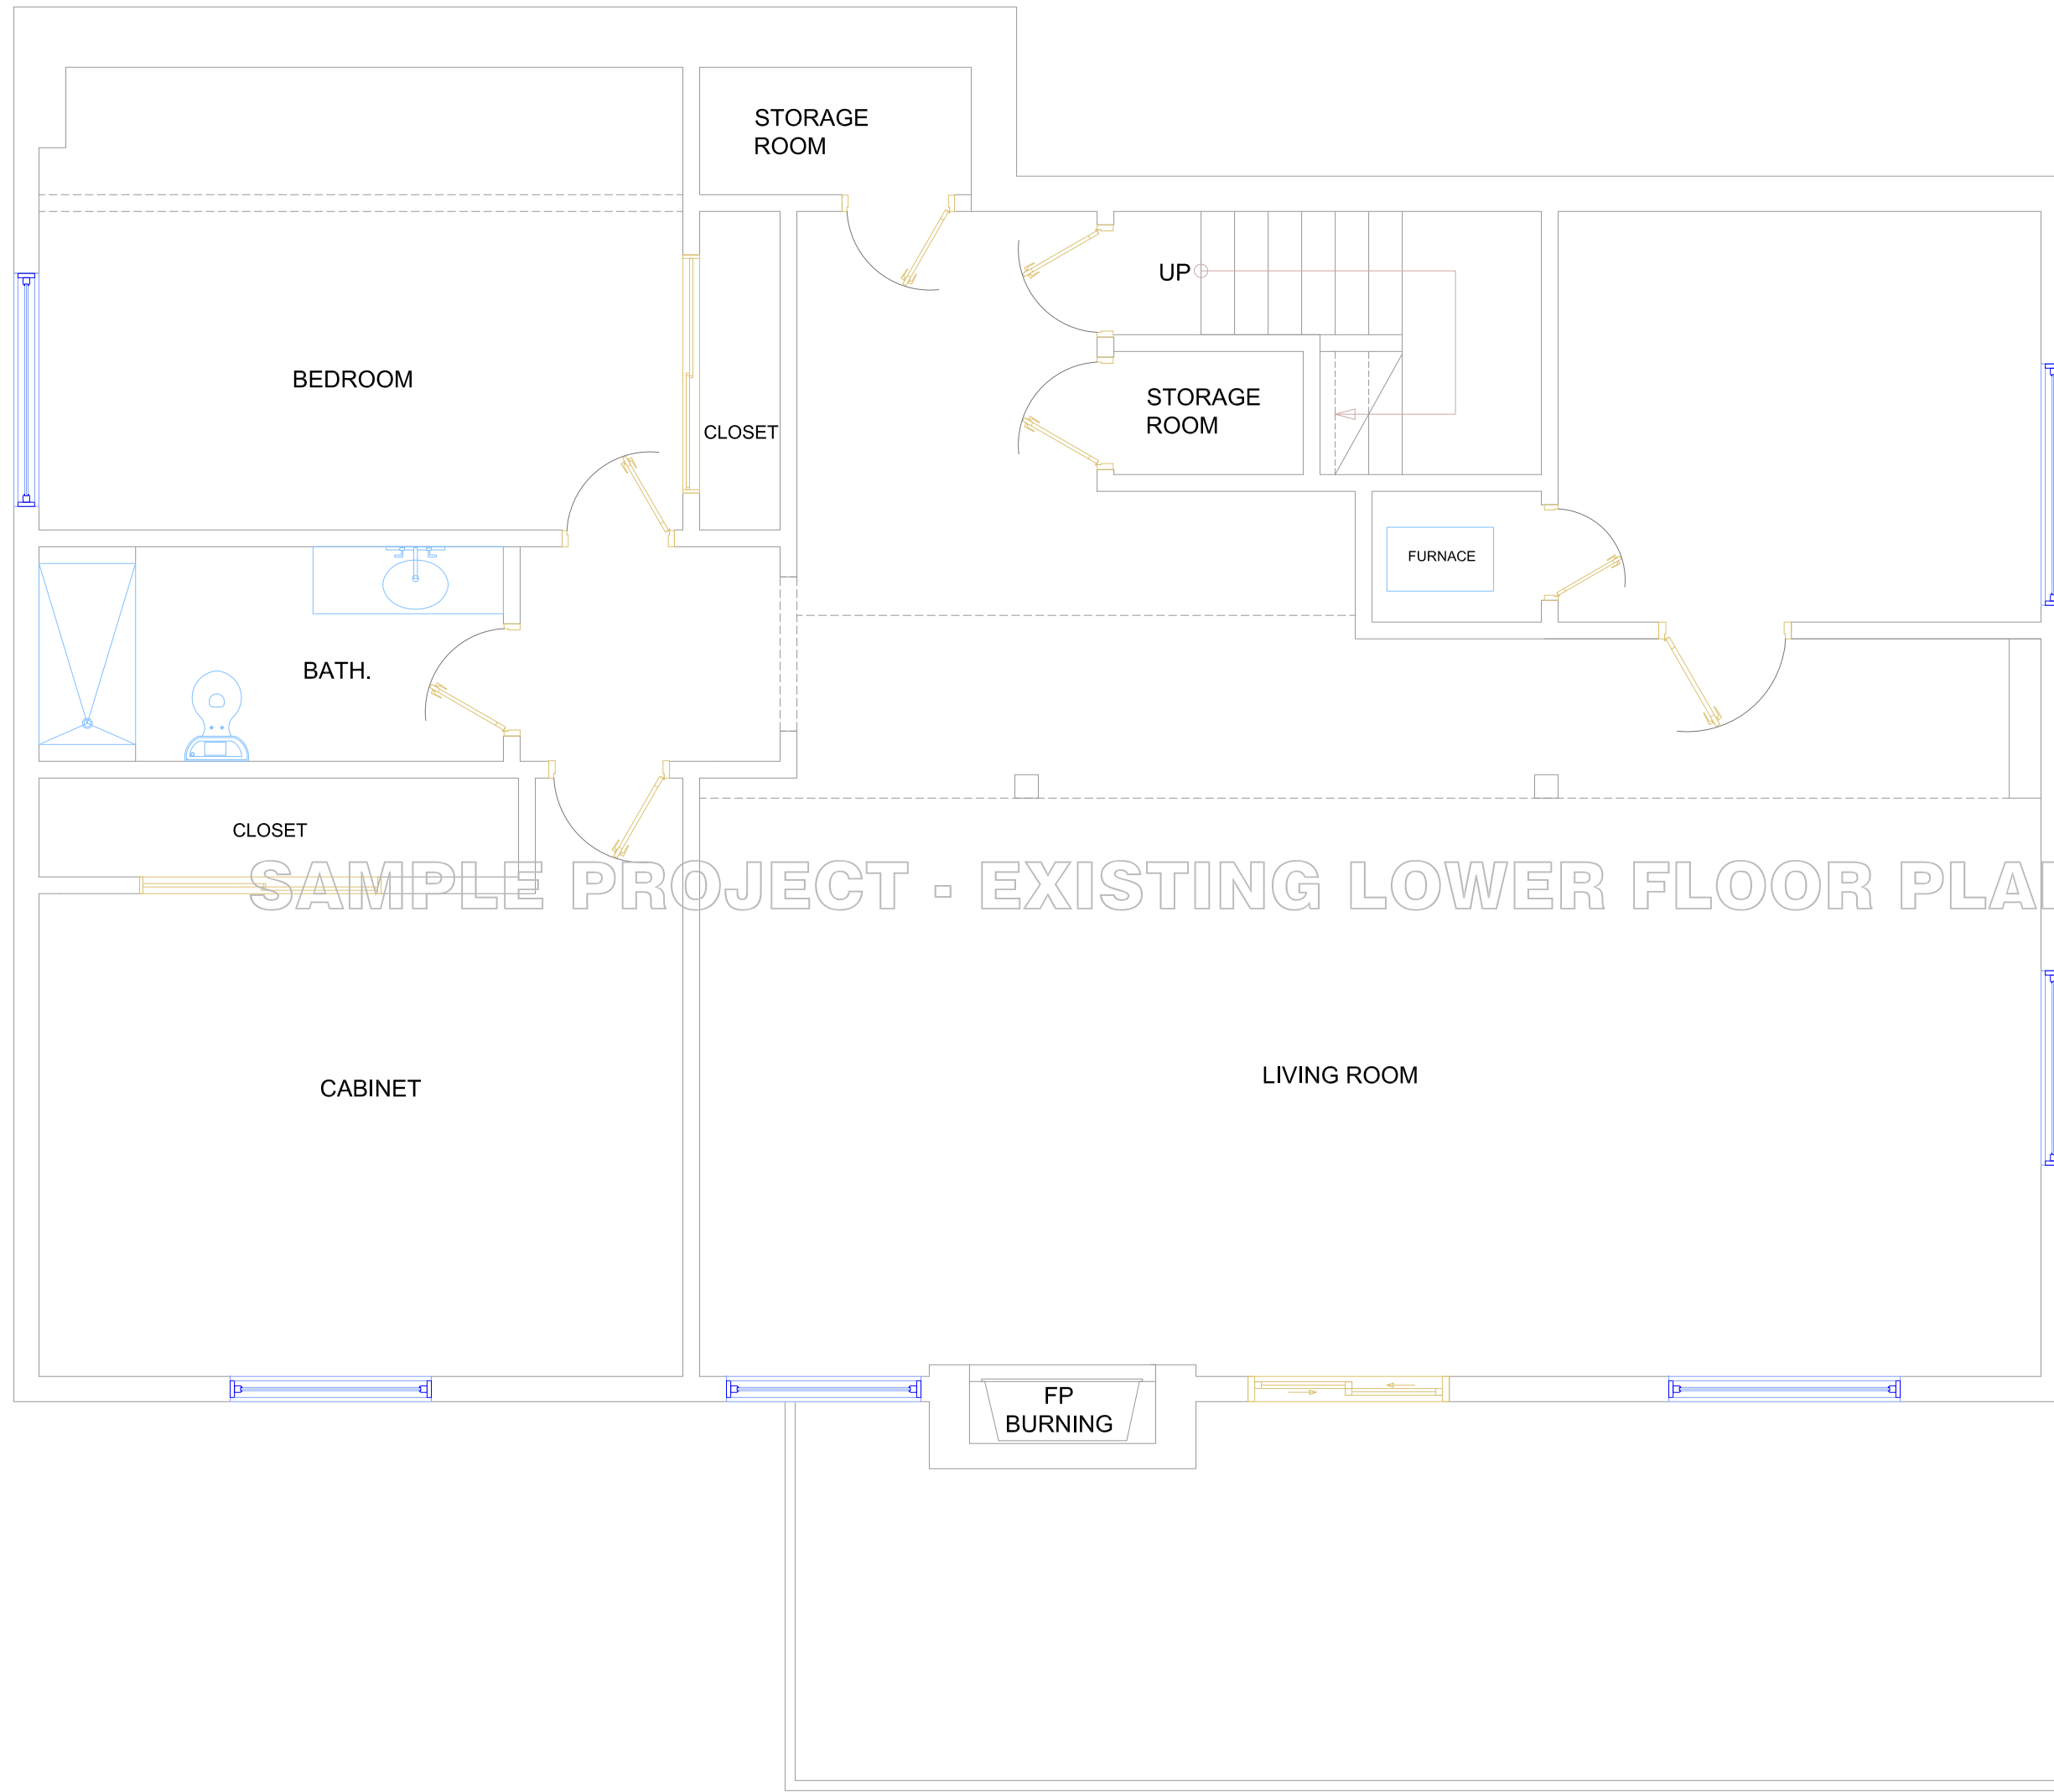 STORAGE
ROOM
UP
BEDROOM
STORAGE
ROOM
CLOSET
FURNACE
BATH.
CLOSET
SAMPLE PROJECT - EXISTING LOWER FLOOR
CABINET
LIVING ROOM
FP
BURNING